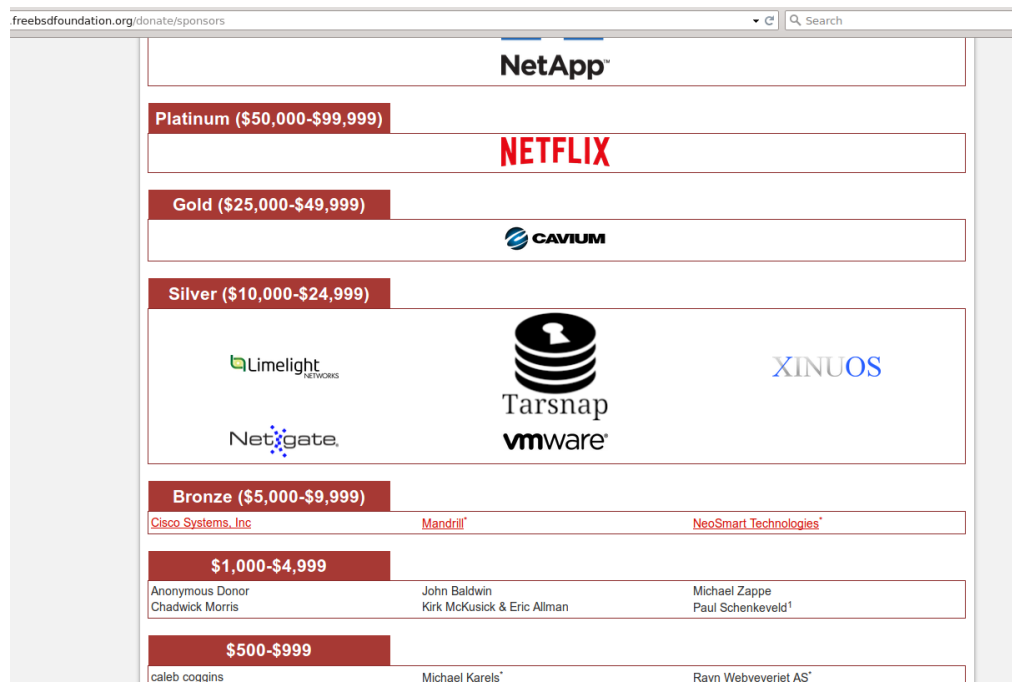 .freebsdfoundation.org/donate/sponsors
Search
NetApp™
Platinum ($50,000-$99,999)
NETFLIX
Gold ($25,000-$49,999)
CAVIUM
Silver ($10,000-$24,999)
Limelight NETWORKS
Tarsnap
XINUOS
Netgate.
vmware®
Bronze ($5,000-$9,999)
Cisco Systems, Inc Mandrill* NeoSmart Technologies*
$1,000-$4,999
Anonymous Donor John Baldwin Michael Zappe
Chadwick Morris Kirk McKusick & Eric Allman Paul Schenkeveld1
$500-$999
caleb coggins Michael Karels* Rayn Webveveriet AS*